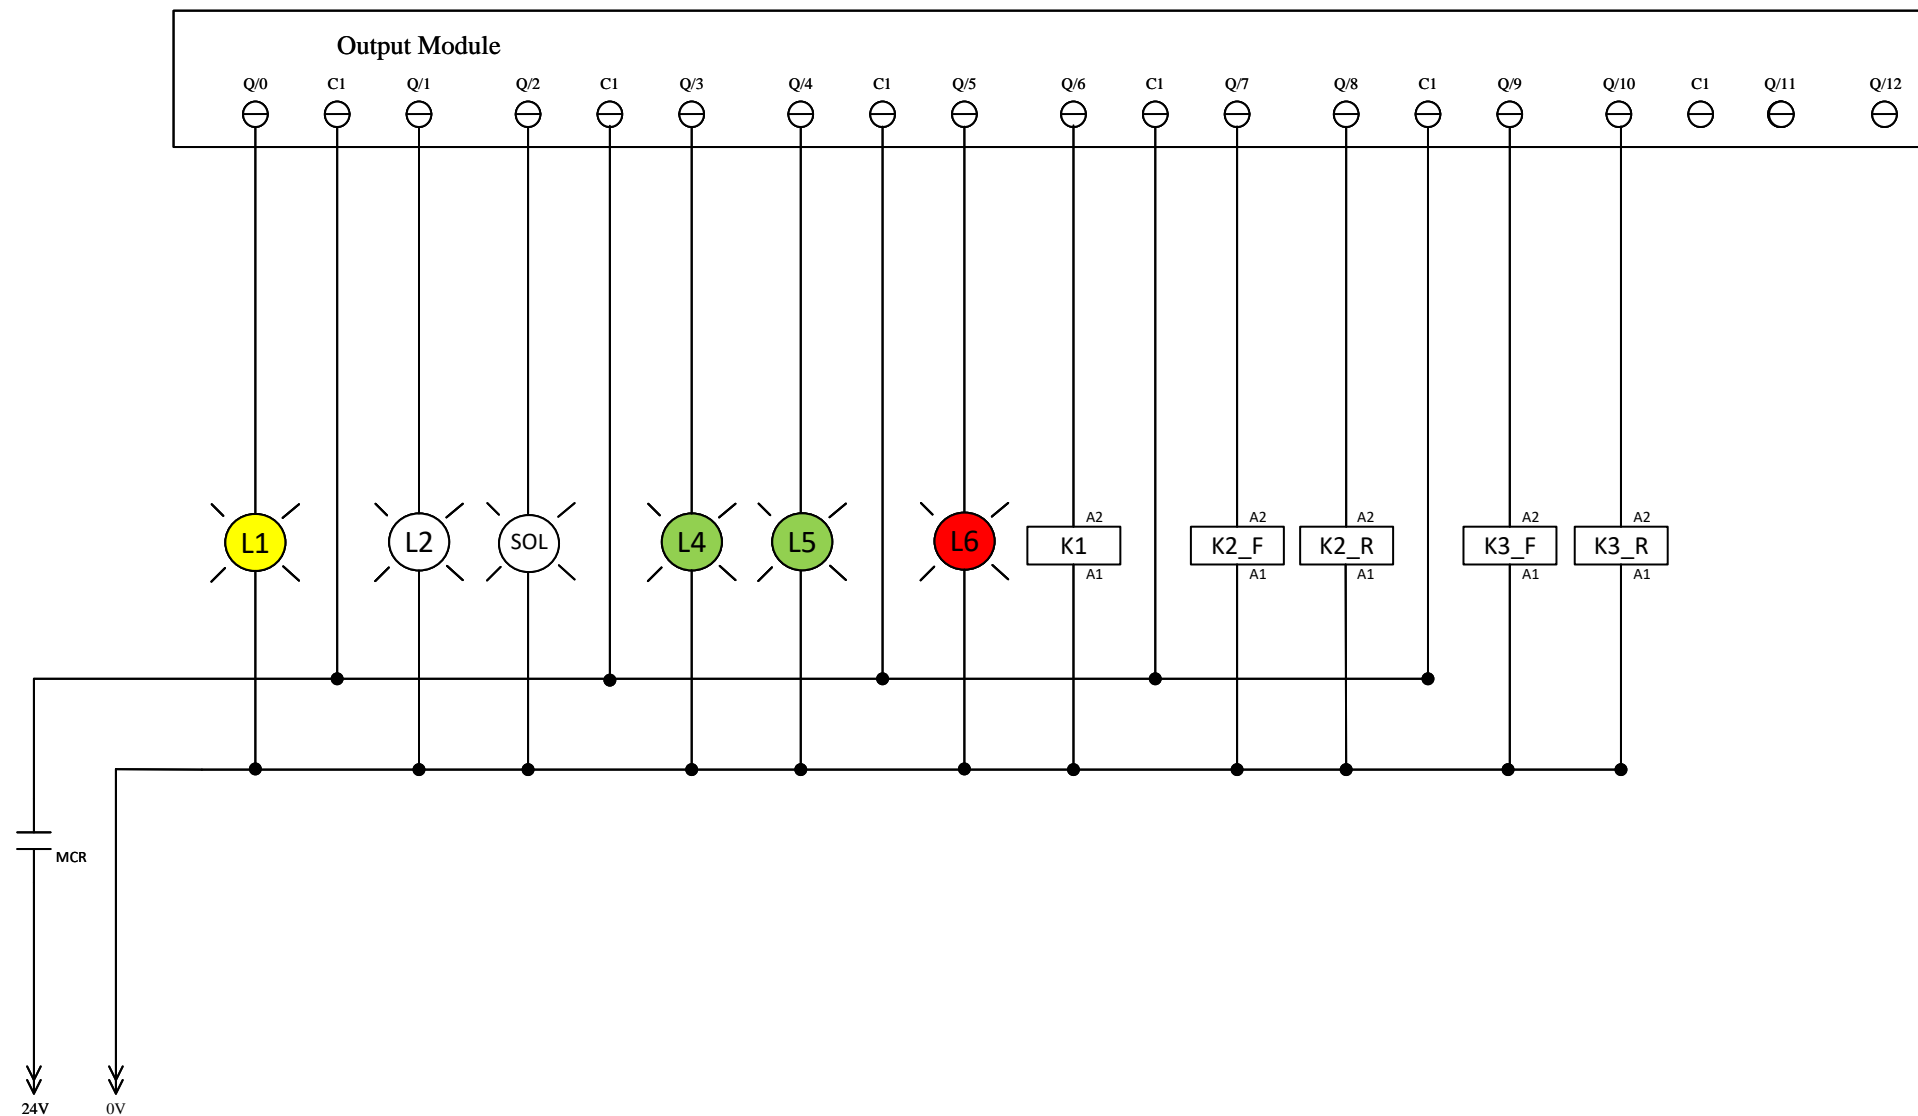 Output Module
Q/0 C1 Q/1 Q/2 C1 Q/3 Q/4 C1 Q/5 Q/6 C1 Q/7 Q/8 C1 Q/9 Q/10 C1 Q/11 Q/12
A2 A2 A2 A2 A2
L1 L2 SOL L4 L5 L6 K1 K2_F K2_R K3_F K3_R
A1 A1 A1 A1
MCR
24V 0V